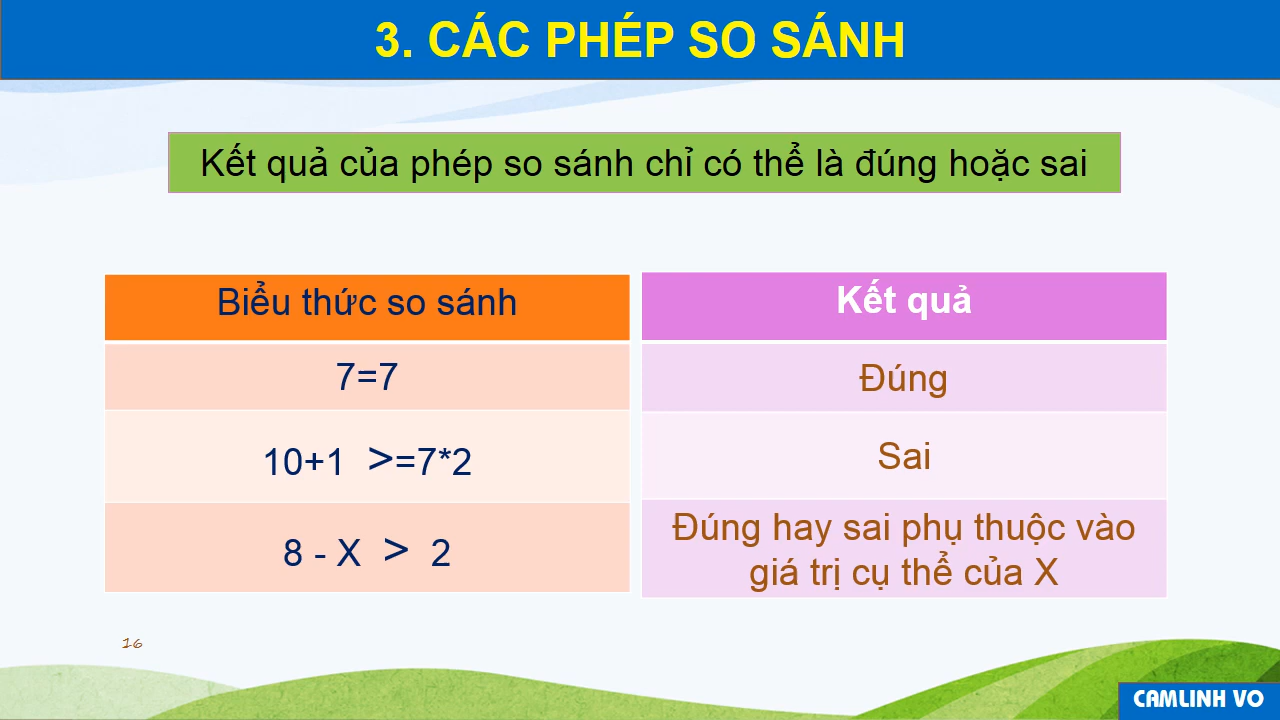 3. CÁC PHÉP SO SÁNH
Kết quả của phép so sánh chỉ có thể là đúng hoặc sai
Biểu thức so sánh
Kết quả
7=7
Đúng
10+1 >=7*2
Sai
8 - X > 2
Đúng hay sai phụ thuộc vào
giá trị cụ thể của X
16
CAMLINH VO